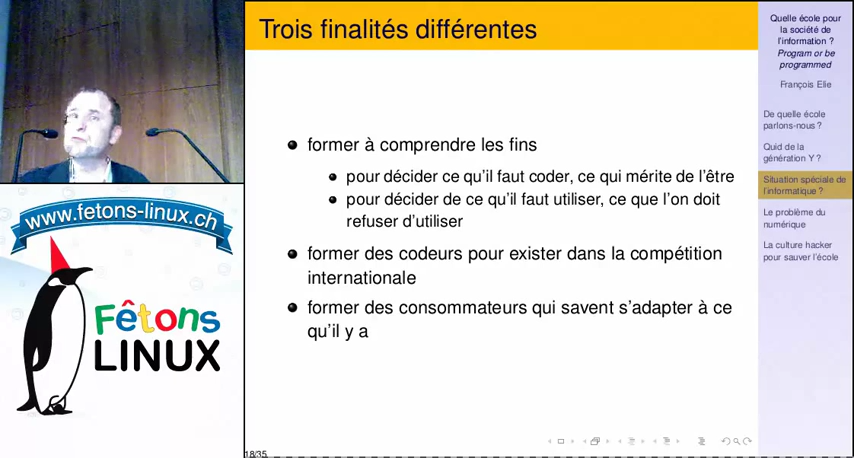 Trois finalités différentes
former à comprendre les fins
pour décider ce qu'il faut coder, ce qui mérite de l'être
pour décider de ce qu'il faut utiliser, ce que l'on doit
refuser d'utiliser
former des codeurs pour exister dans la compétition
internationale
former des consommateurs qui savent s'adapter à ce
qu'il y a
Quelle école pour
la société de
l'information ?
Program or be
programmed
François Elie
De quelle école
parlons-nous ?
Quid de la
génération Y ?
Situation spéciale de
l'informatique ?
Le problème du
numérique
La culture hacker
pour sauver l'école
www.fetons-linux.ch
Fêtons
LINUX
18/35